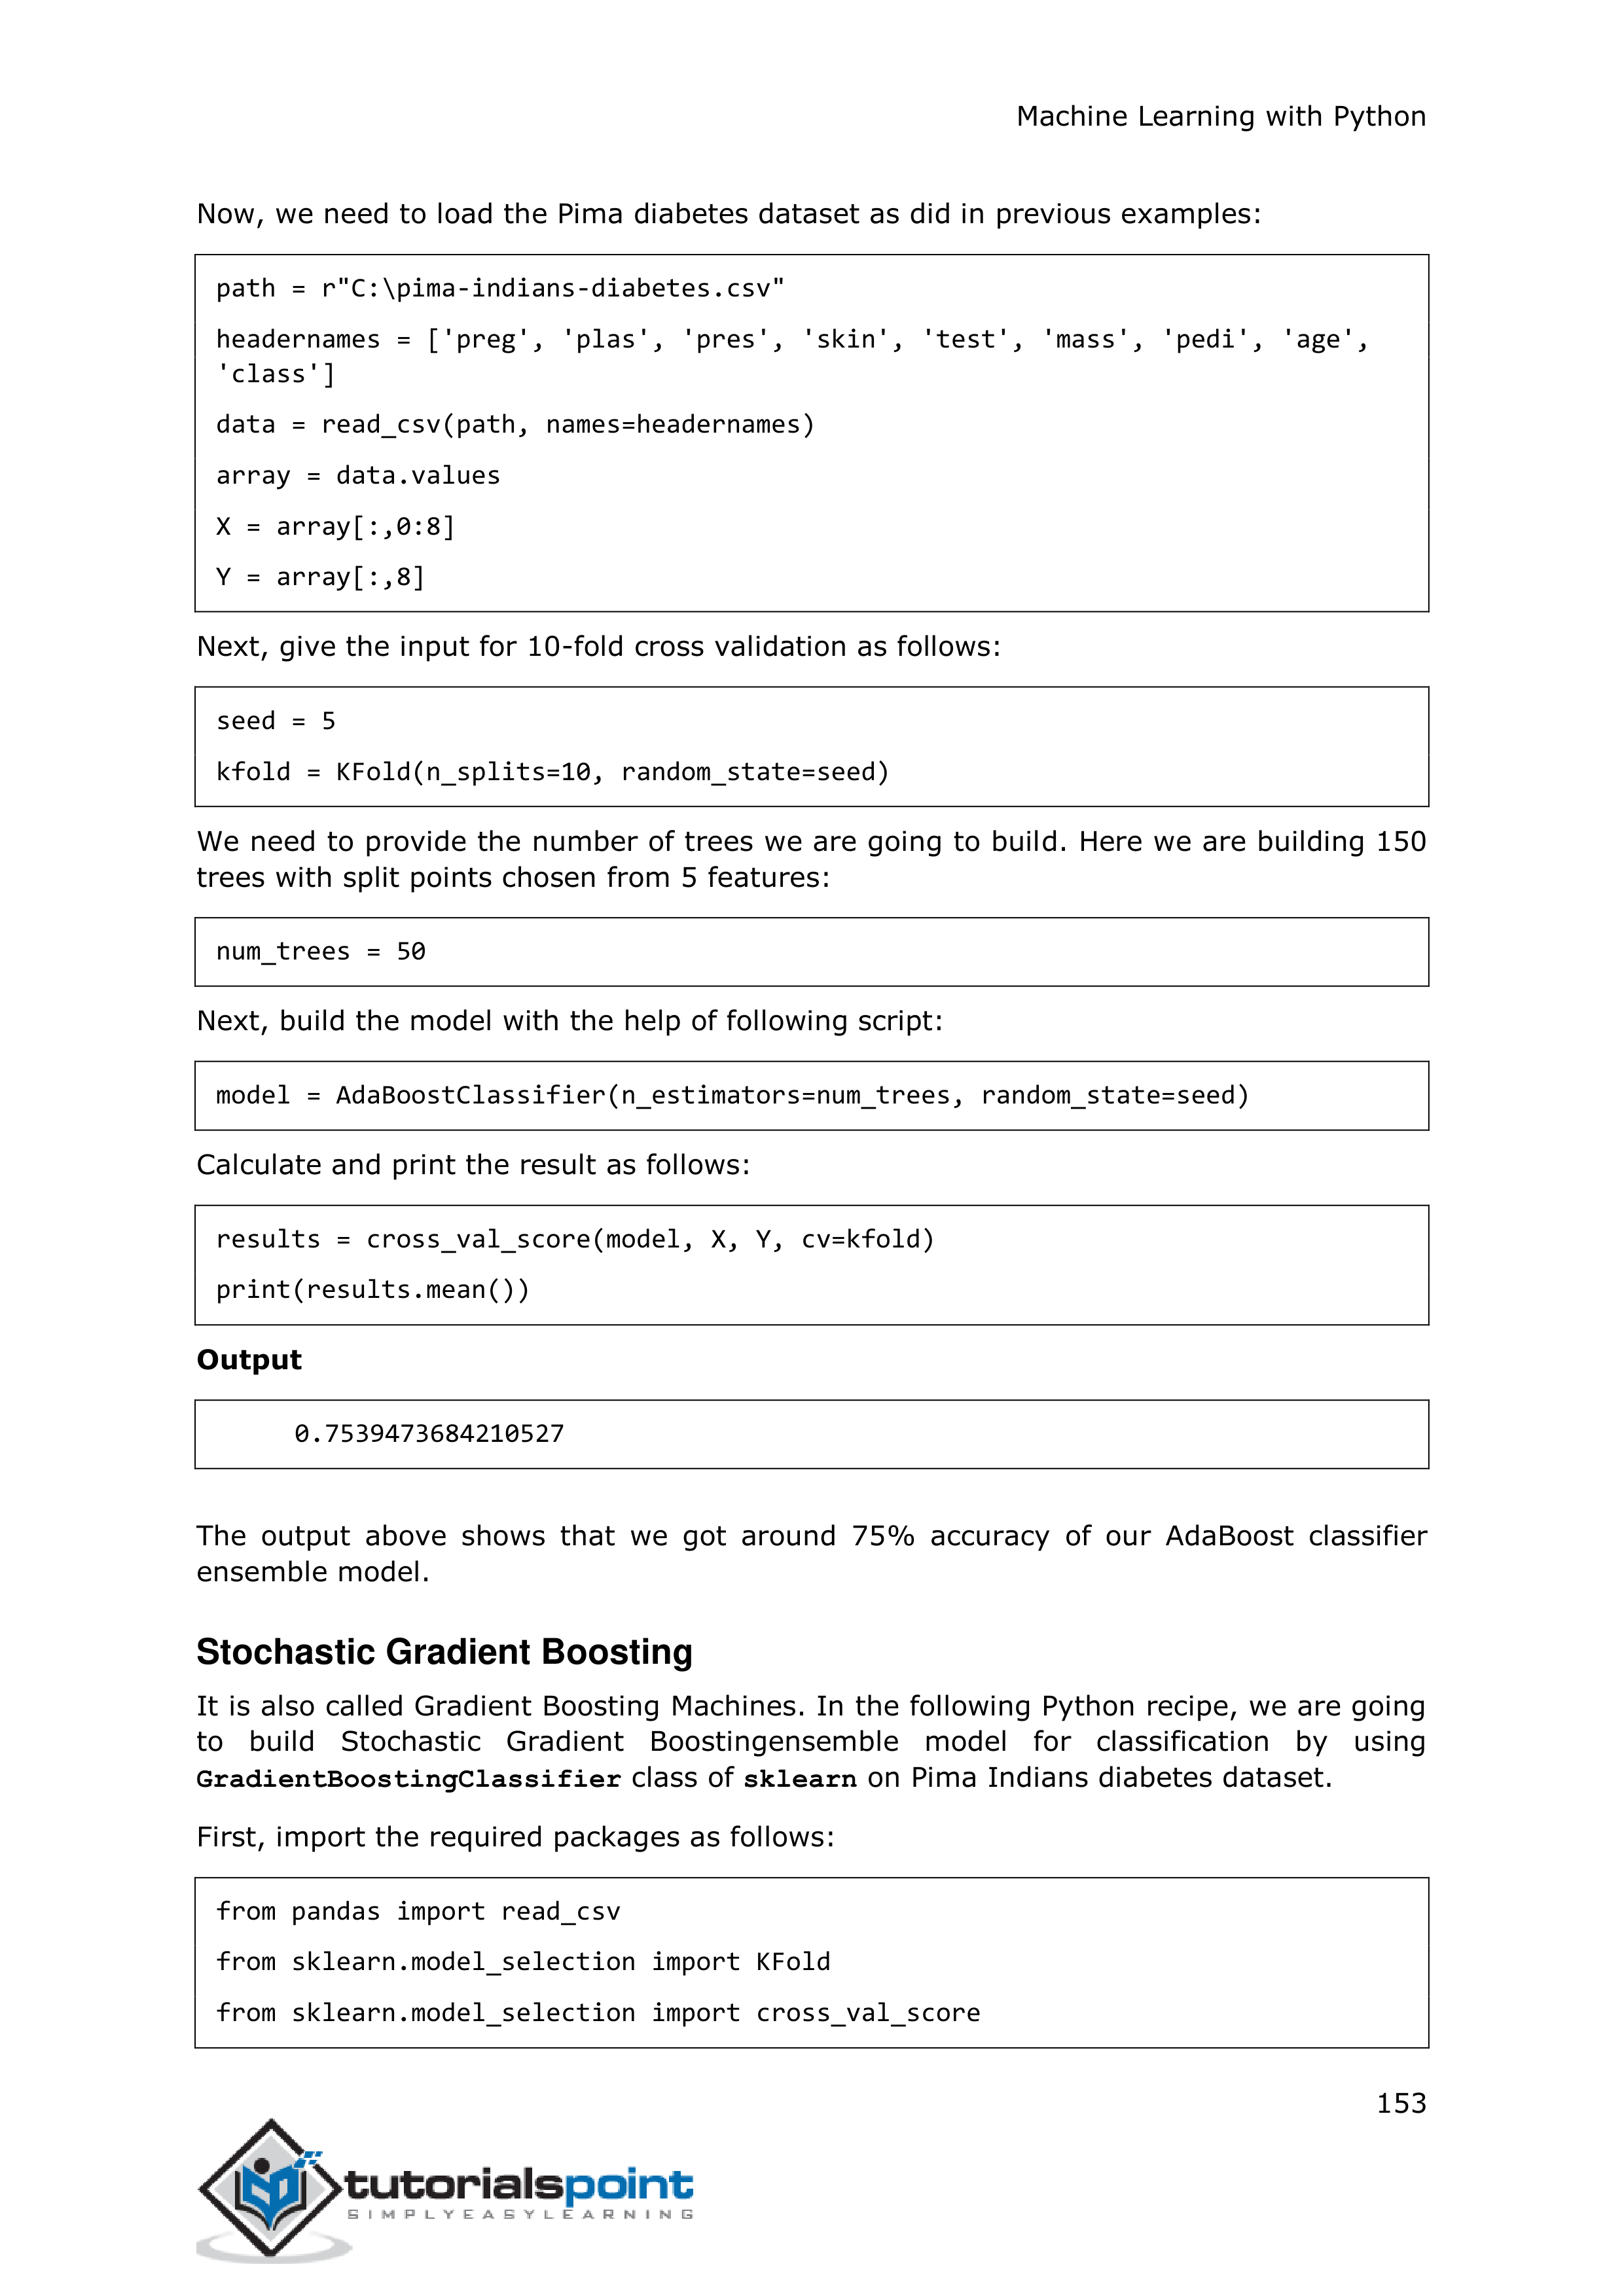 Machine Learning with Python
Now, we need to load the Pima diabetes dataset as did in previous examples:
path = r"C:\pima-indians-diabetes.csv"
headernames = ['preg', 'plas', 'pres', 'skin', 'test', 'mass', 'pedi', 'age',
'class']
data = read_csv(path, names=headernames)
array = data.values
X = array[:,0:8]
Y = array[:,8]
Next, give the input for 10-fold cross validation as follows:
seed = 5
kfold = KFold(n_splits=10, random_state=seed)
We need to provide the number of trees we are going to build. Here we are building 150
trees with split points chosen from 5 features:
num_trees = 50
Next, build the model with the help of following script:
model = AdaBoostClassifier(n_estimators=num_trees, random_state=seed)
Calculate and print the result as follows:
results = cross_val_score(model, X, Y, cv=kfold)
print(results.mean())
Output
0.7539473684210527
The output above shows that we got around 75% accuracy of our AdaBoost classifier
ensemble model.
Stochastic Gradient Boosting
It is also called Gradient Boosting Machines. In the following Python recipe, we are going
to build Stochastic Gradient Boostingensemble model for classification by using
GradientBoostingClassifier class of sklearn on Pima Indians diabetes dataset.
First, import the required packages as follows:
from pandas import read_csv
from sklearn.model_selection import KFold
from sklearn.model_selection import cross_val_score
153
tutorialspoint
SIMPLYEASYLEARNING